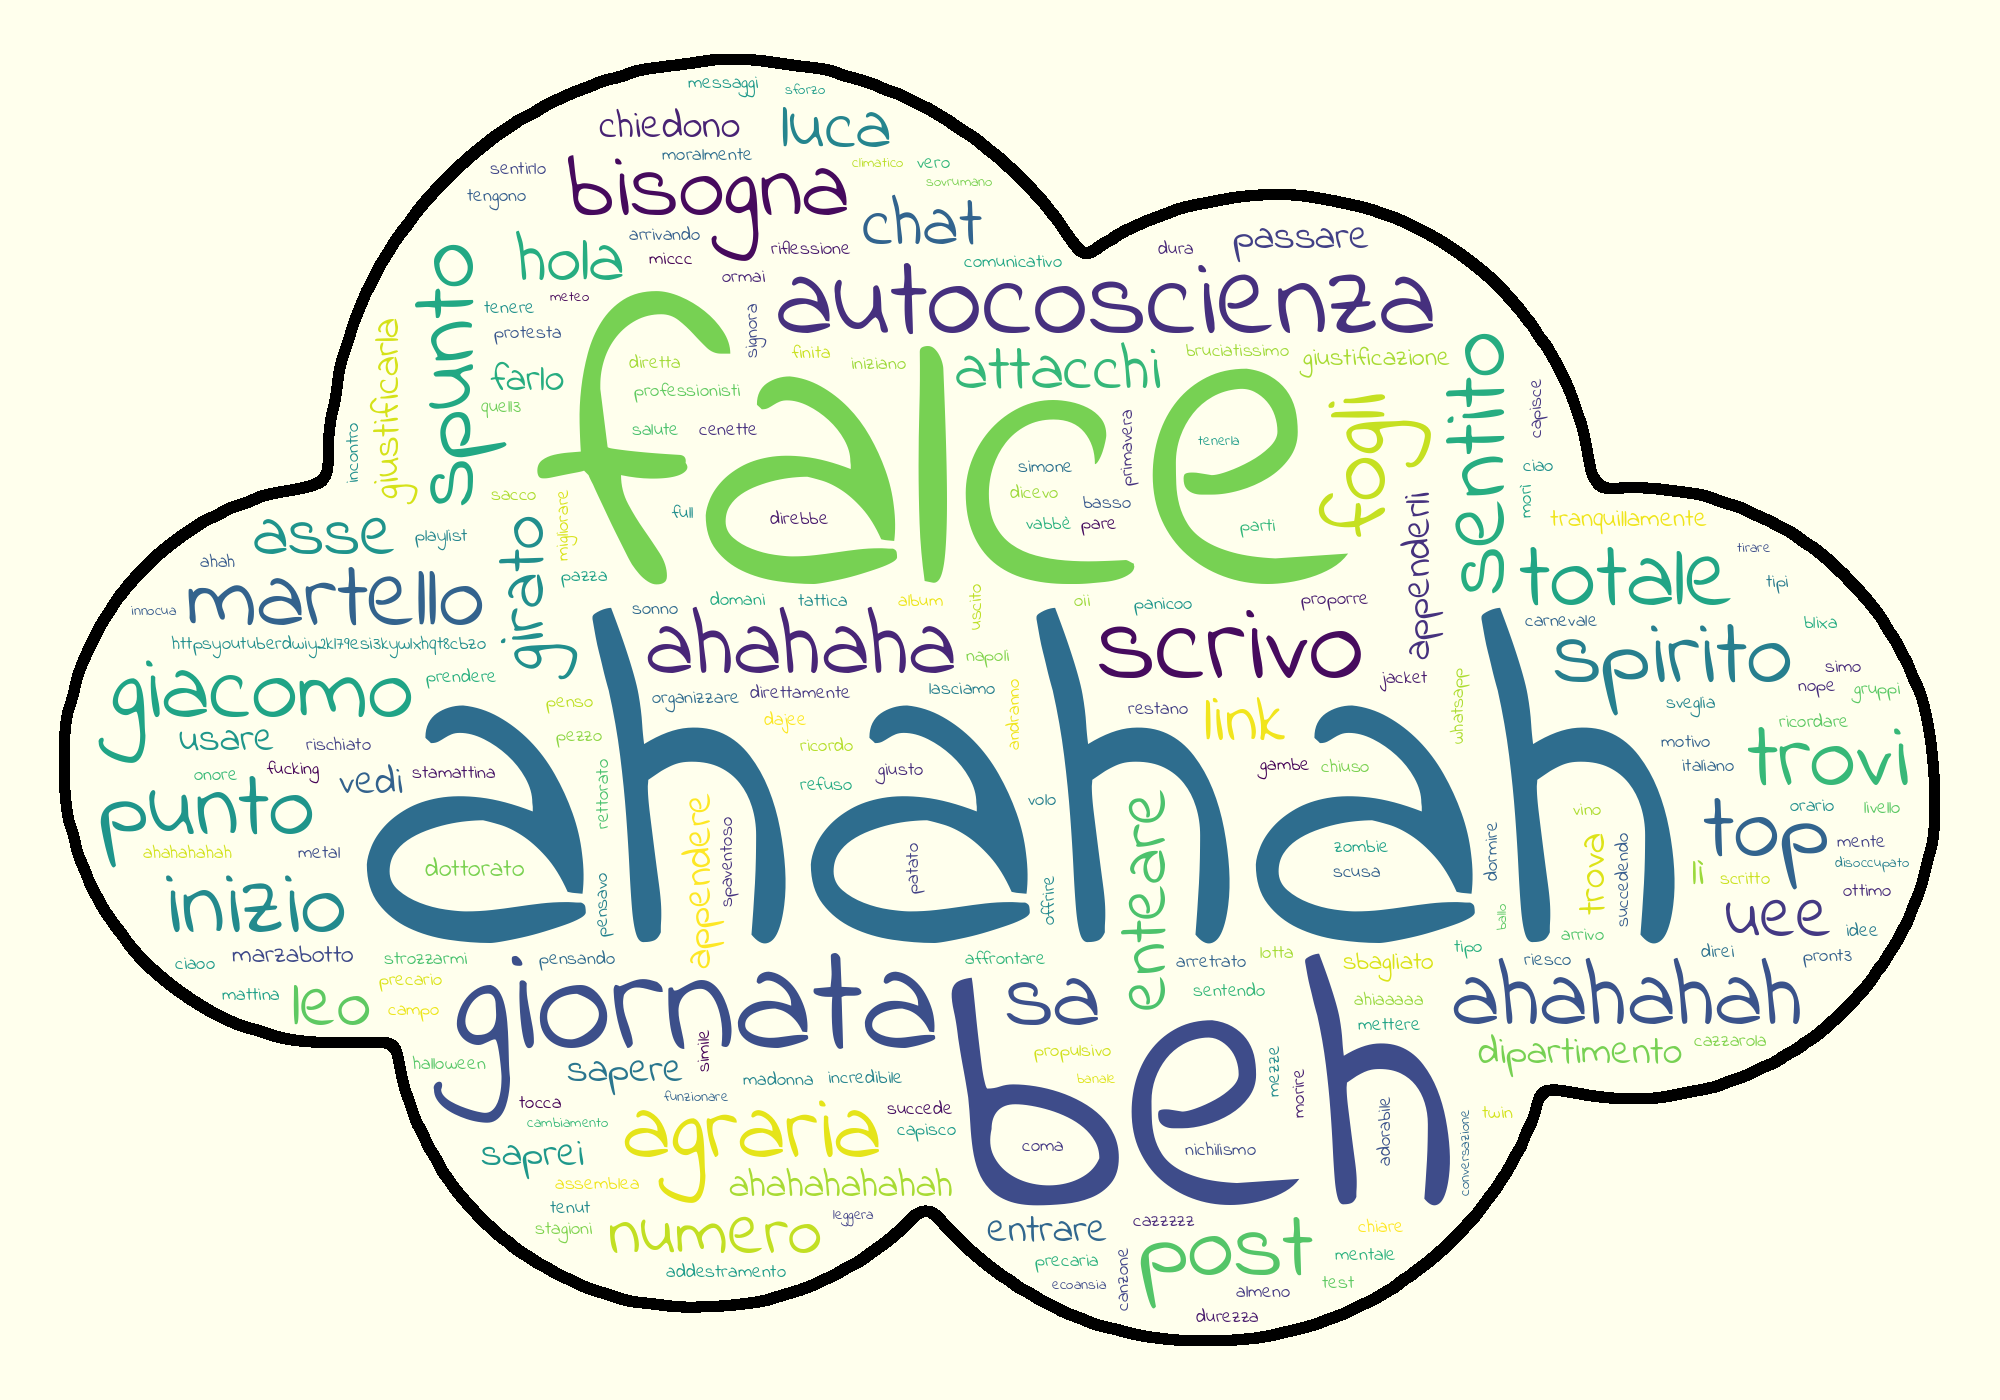 messaggi
sforzo
chiedono
luca
moralmente
climatico
vero
sentirlo
bisogna
sovrumano
tengono
chat
arrivando
riflessione
hola
miccc
ormai
comunicativo
dura
passare
spunto
meteo
tenere
autocoscienza
protesta
signora
giustificarla
farlo
diretta
finita
iniziano
attacchi
bruciatissimo
giustificazione
falce
professionisti
quell3
salute
cenette
primavera
tenerla
fogli
sentito
capisce
incontro
simone
ciao
sacco
dicevo
basso
mori
full
direbbe
vabbè
pare
parti
tranquillamente
asse
playlist
girato
migliorare
appenderli
tirare
ahah
pazza
totale
tipi
martello
innocua
sonno
domani
tattica
album
uscito
oii
panicoo
proporre
carnevale
blixa
httpsyoutuberdwiy2kl79esi3kywlxhqt8cbzo
ahahaha
napoli
scrivo
spirito
simo
giacomo
prendere
organizzare
direttamente
lasciamo
jacket
nope
gruppi
penso
dajee
andranno
restano
link
whatsapp
sveglia
ricordare
usare
rischiato
pezzo
ricordo
motivo
trovi
onore
fucking
vedi
stamattina
giusto
gambe
chiuso
italiano
ahahah
rettorato
refuso
volo
punto
appendere
spaventoso
enteare
vino
orario
livello
top
ahahahahah
metal
dottorato
patato
zombie
dormire
trova
succedendo
mente
scusa
disoccupato
inizio
pensavo
offrire
lì
scritto
ottimo
ballo
uee
idee
marzabotto
strozzarmi
pensando
affrontare
arretrato
lotta
tipo
arrivo
direi
pront3
ciaoo
precario
sbagliato
riesco
mattina
leo
campo
giornata
sa
sentendo
ahiaaaaa
ahahahah
mettere
halloween
simile
propulsivo
dipartimento
cazzarola
sapere
madonna
incredibile
beh
banale
mezze
morire
tocca
funzionare
succede
adorabile
twin
cambiamento
agraria
capisco
saprei
coma
nichilismo
conversazione
assemblea
ahahahahahah
tenut
stagioni
numero
leggera
entrare
cazzzzz
post
chiare
precaria
mentale
addestramento
ecoansia
canzone
test
almeno
durezza